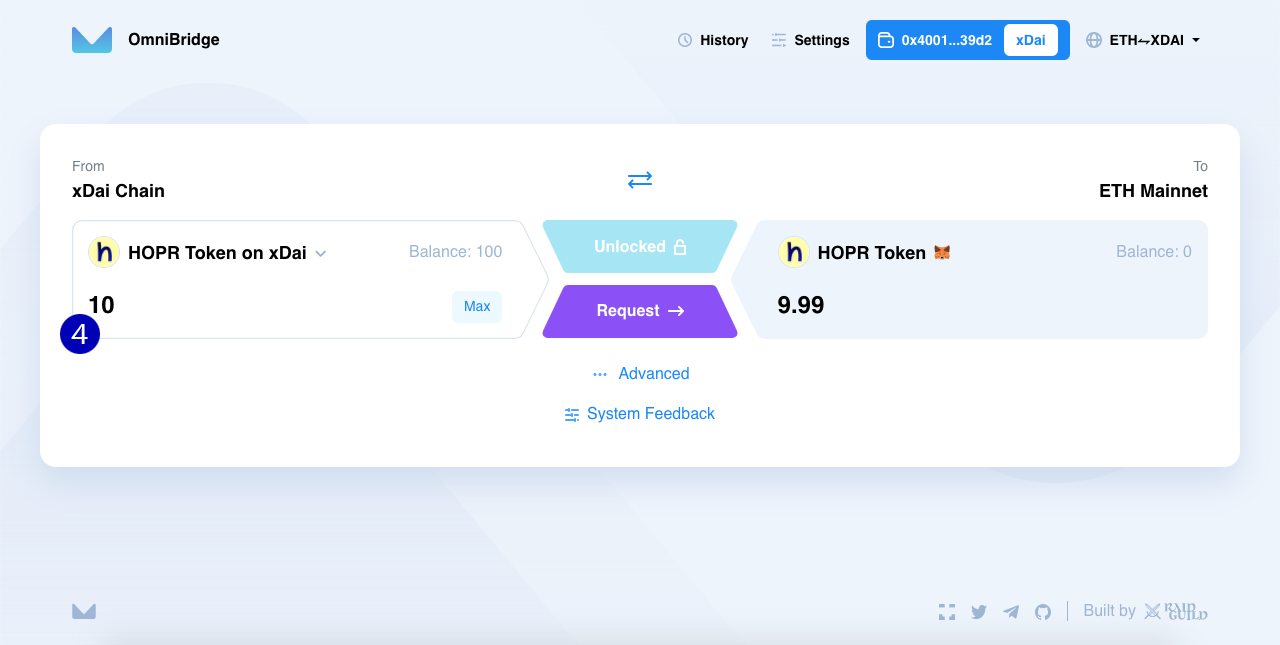 OmniBridge
History
Settings
0x4001...39d2
xDai
ETH⇋XDAI
From
xDai Chain
To
ETH Mainnet
h HOPR Token on xDai
Balance: 100
10
Max
4
Unlocked
Request →
h HOPR Token
Balance: 0
9.99
... Advanced
System Feedback
Built by RAID GUILD